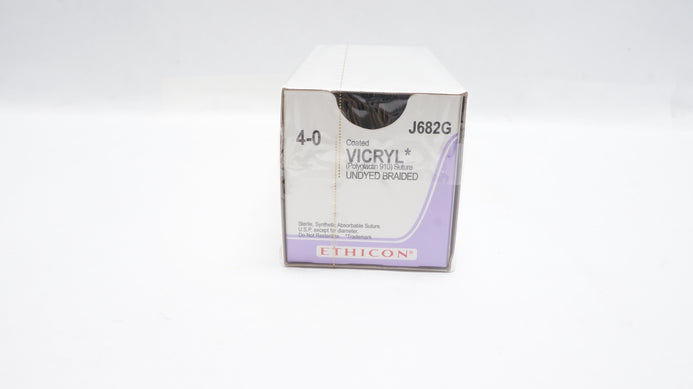 4-0
J682G
Coated
VICRYL*
(Polyglactin 910) Suture
UNDYED BRAIDED
Sterile, Synthetic Absorbable Suture,
U.S.P. except for diameter.
Do Not Resterilize. *Trademark
ETHICON®